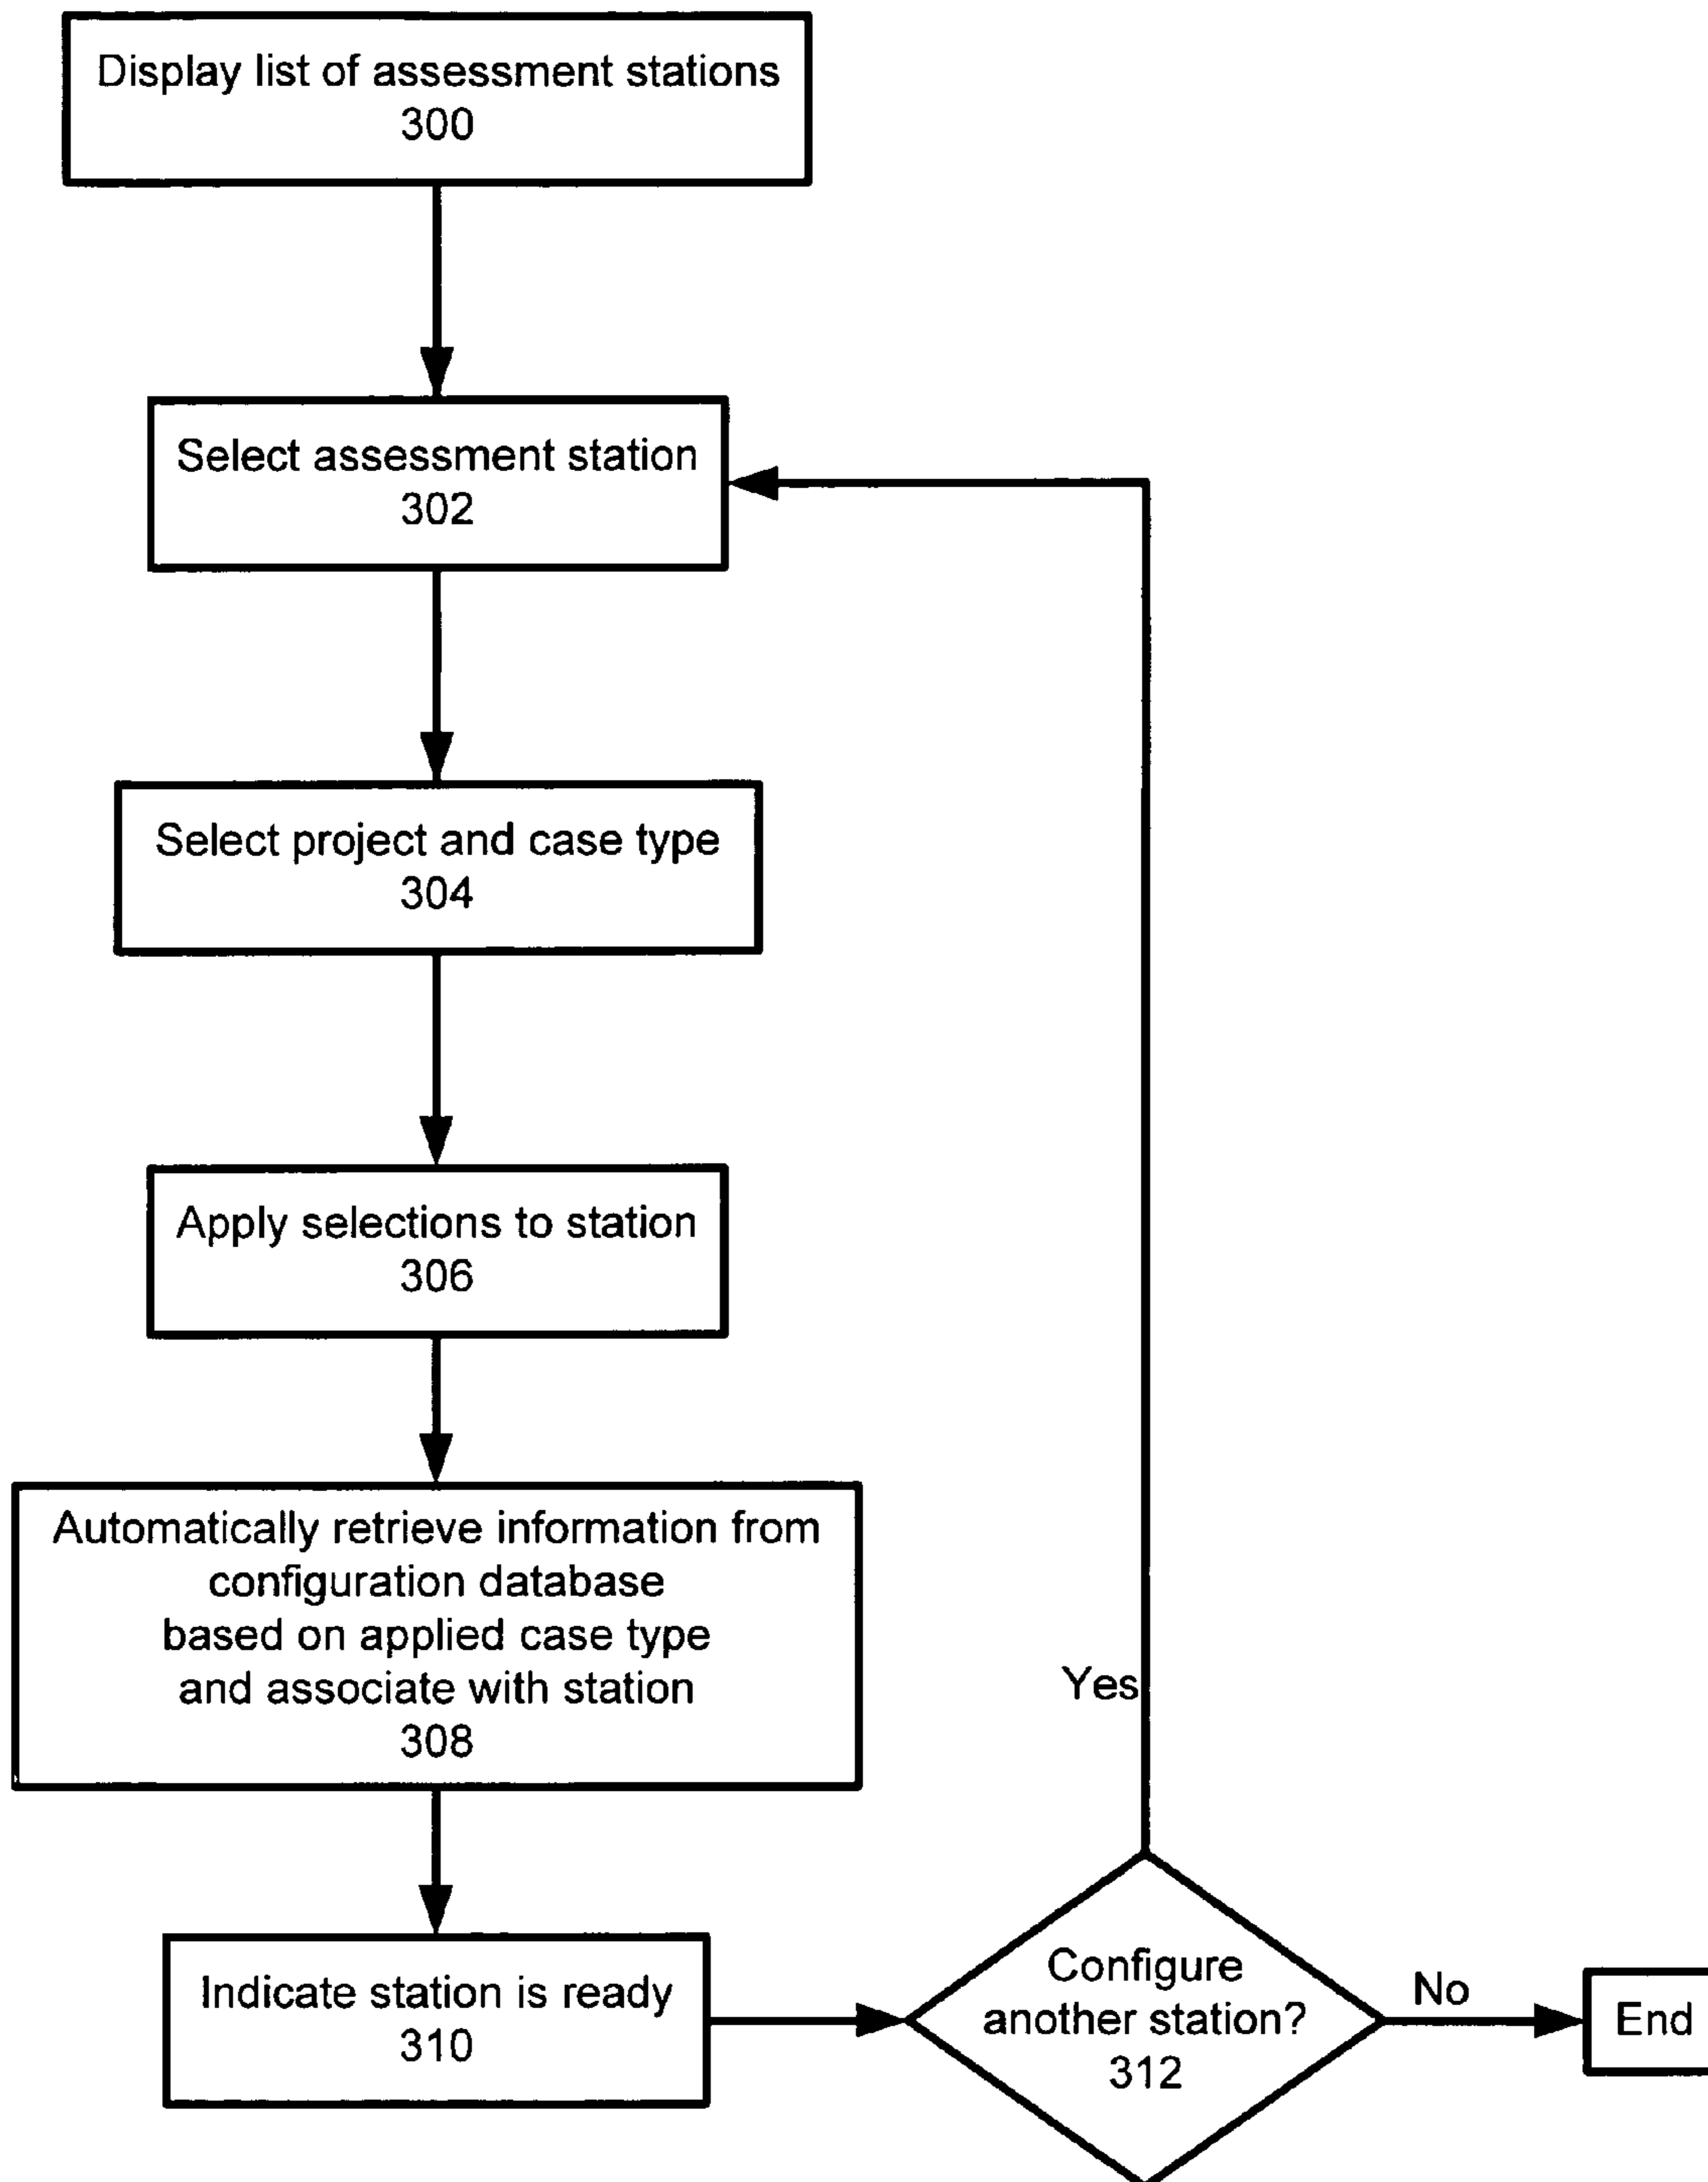 Display list of assessment stations
300
Select assessment station
302
Select project and case type
304
Apply selections to station
306
Automatically retrieve information from
configuration database
based on applied case type
and associate with station
308
Yes
Indicate station is ready
310
Configure
another station?
312
No
End